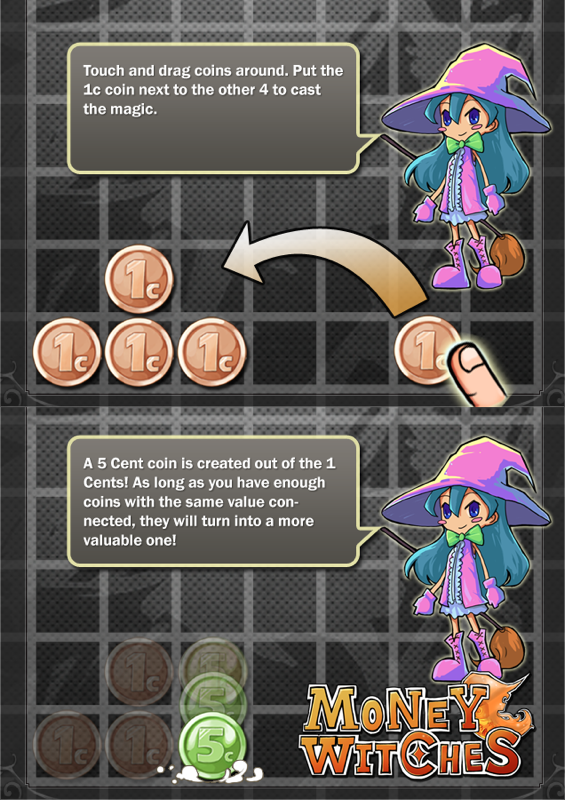 Touch and drag coins around. Put the
1c coin next to the other 4 to cast
the magic.
1c
1c 1c 1c 1c
A 5 Cent coin is created out of the 1
Cents! As long as you have enough
coins with the same value con-
nected, they will turn into a more
valuable one!
1c
5
1c 1c 5c
MONEY
WITCHES